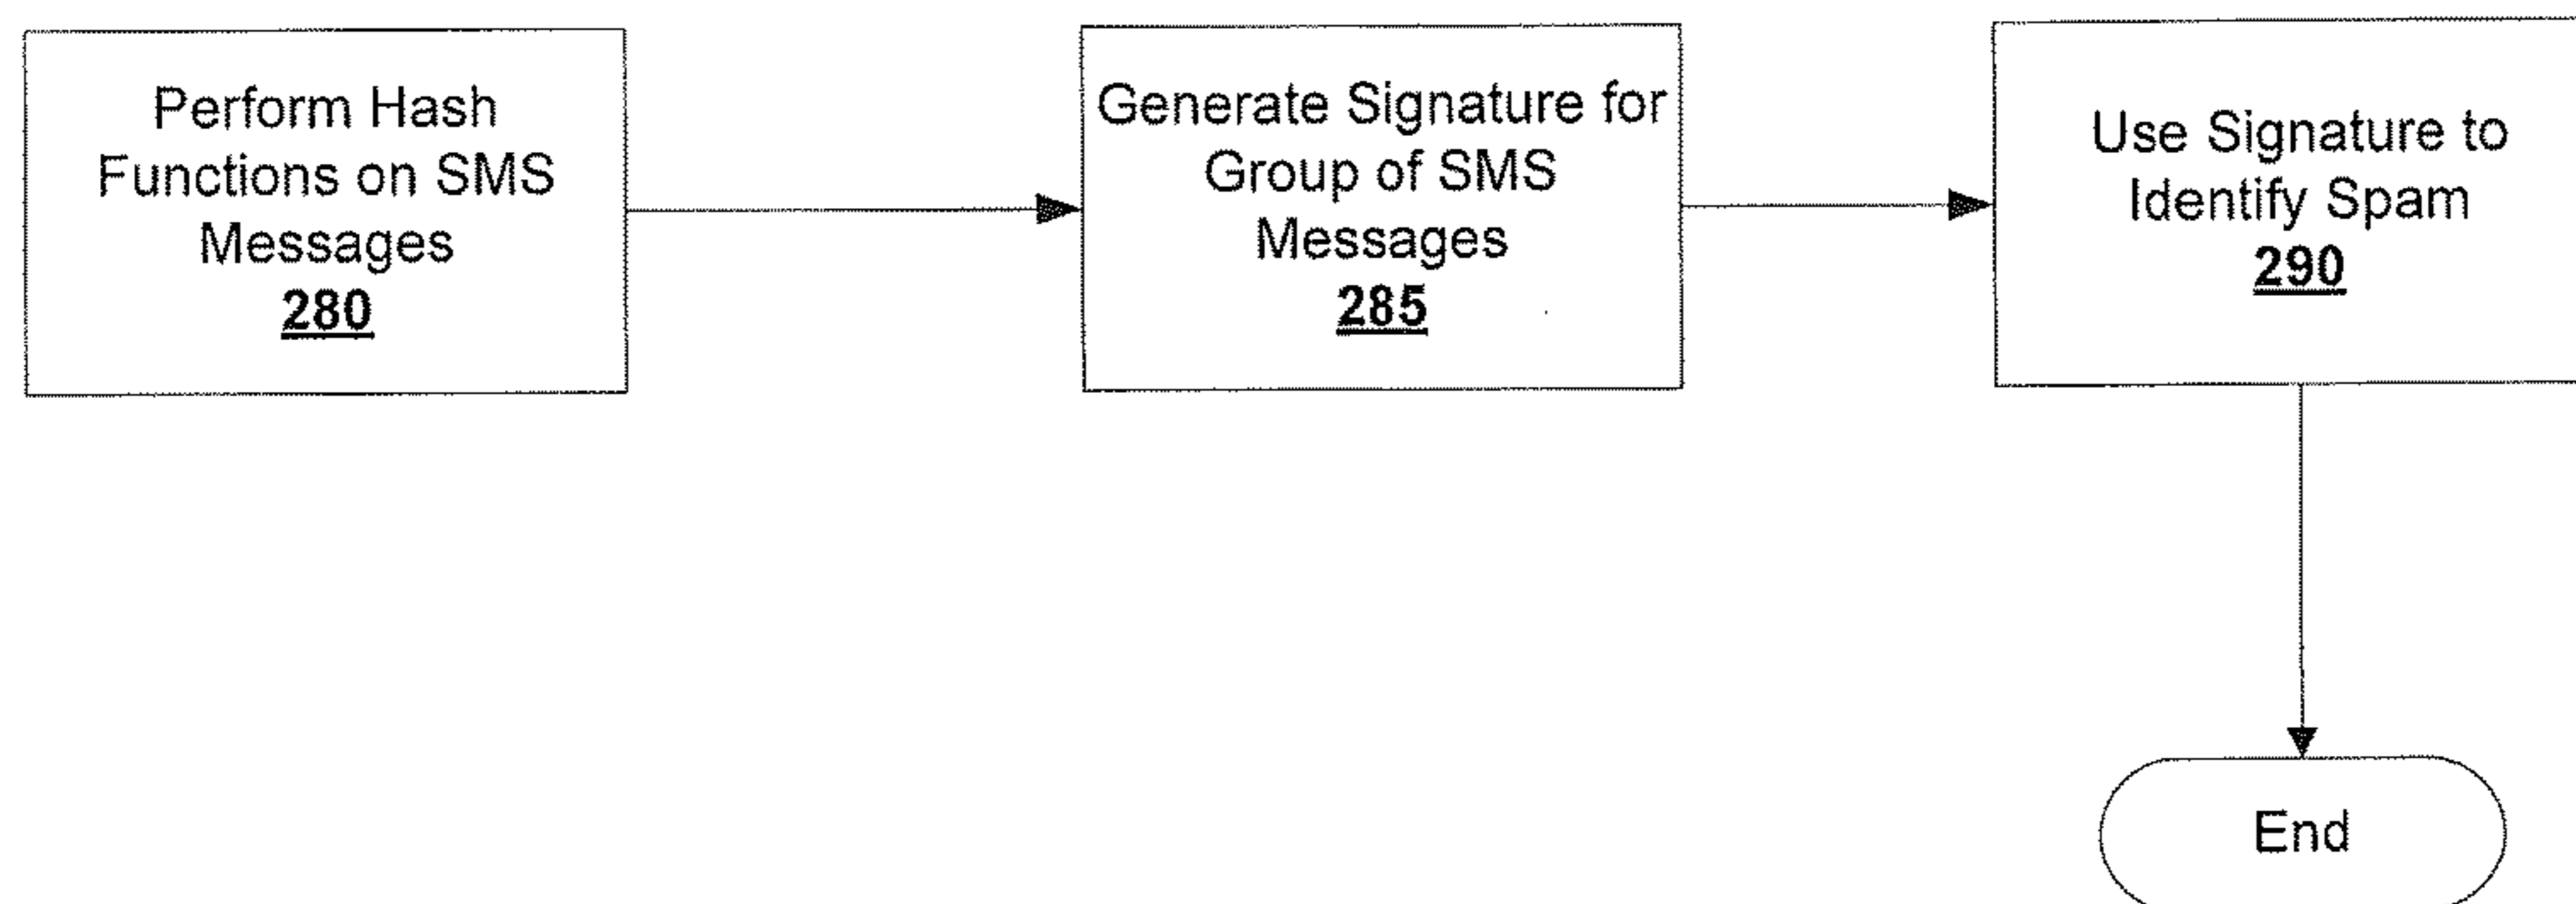 Perform Hash
Functions on SMS
Messages
280
Generate Signature for
Group of SMS
Messages
285
Use Signature to
Identify Spam
290
End